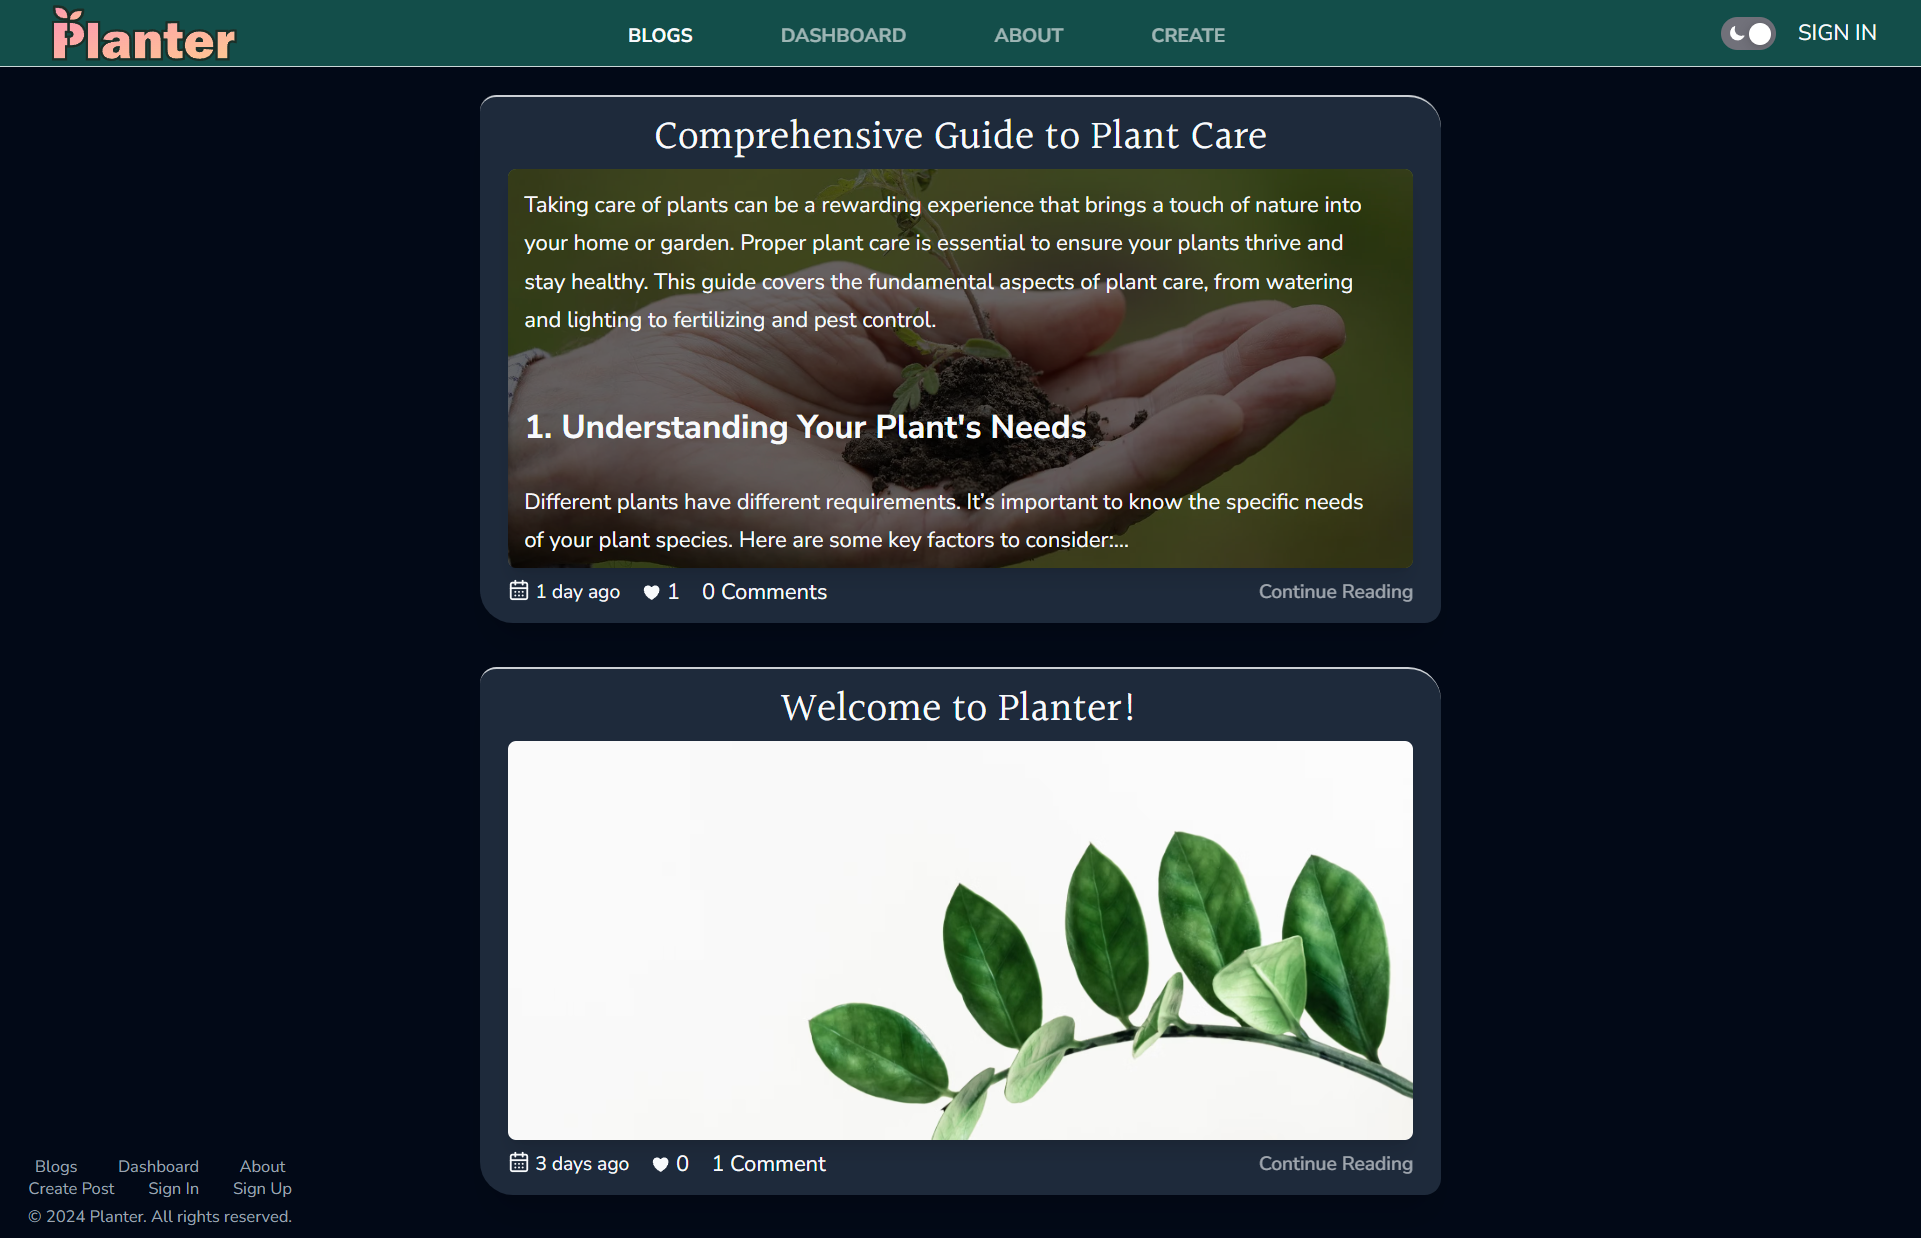 Planter
BLOGS DASHBOARD ABOUT CREATE
SIGN IN
Comprehensive Guide to Plant Care
Taking care of plants can be a rewarding experience that brings a touch of nature into
your home or garden. Proper plant care is essential to ensure your plants thrive and
stay healthy. This guide covers the fundamental aspects of plant care, from watering
and lighting to fertilizing and pest control.
1. Understanding Your Plant's Needs
Different plants have different requirements. It’s important to know the specific needs
of your plant species. Here are some key factors to consider:...
1 day ago 1 0 Comments Continue Reading
Welcome to Planter!
3 days ago 0 1 Comment Continue Reading
Blogs Dashboard About
Create Post Sign In Sign Up
© 2024 Planter. All rights reserved.